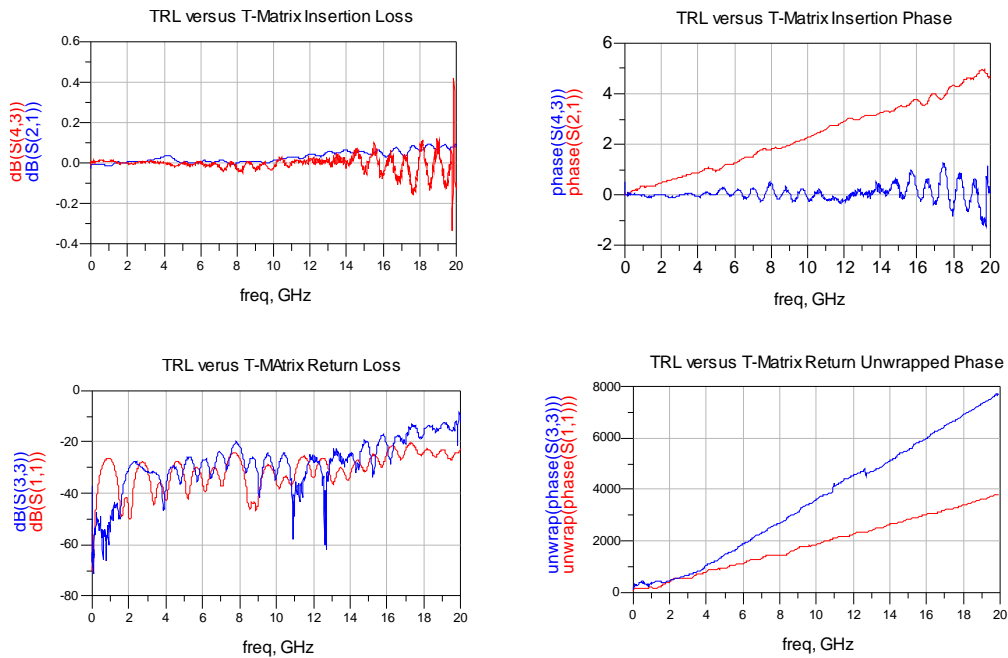 TRL versus T-Matrix Insertion Loss
dB(S(4,3))
dB(S(2,1))
0.6
0.4
0.2
0.0
-0.2
-0.4
0 2 4 6 8 10 12 14 16 18 20
freq, GHz
TRL versus T-Matrix Insertion Phase
phase(S(4,3))
phase(S(2,1))
6
4
2
0
-2
0 2 4 6 8 10 12 14 16 18 20
freq, GHz
TRL verus T-MAtrix Return Loss
dB(S(3,3))
dB(S(1,1))
0
-20
-40
-60
-80
0 2 4 6 8 10 12 14 16 18 20
freq, GHz
TRL versus T-Matrix Return Unwrapped Phase
unwrap(phase(S(3,3)))
unwrap(phase(S(1,1)))
8000
6000
4000
2000
0
0 2 4 6 8 10 12 14 16 18 20
freq, GHz